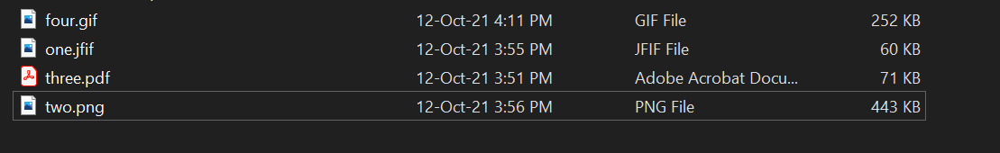 four.gif 12-Oct-21 4:11 PM GIF File 252 KB
one.jfif 12-Oct-21 3:55 PM JFIF File 60 KB
three.pdf 12-Oct-21 3:51 PM Adobe Acrobat Docu... 71 KB
two.png 12-Oct-21 3:56 PM PNG File 443 KB